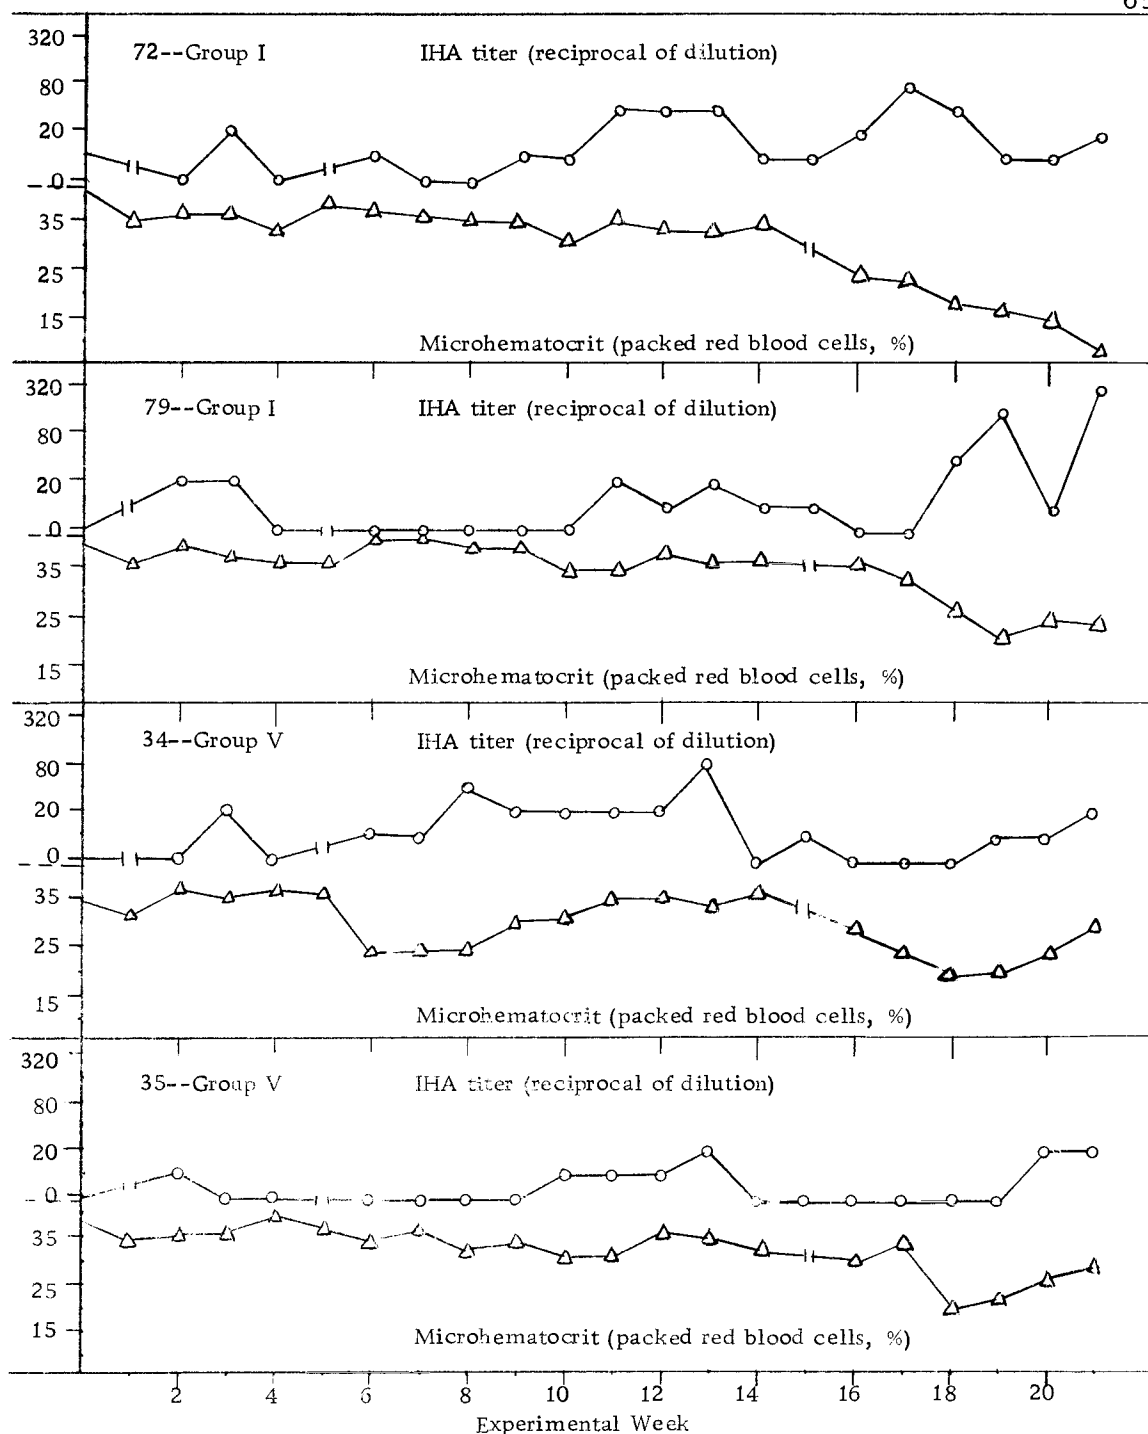 320
72--Group I IHA titer (reciprocal of dilution)
80
20
0
35
25
15
Microhematocrit (packed red blood cells, %)
320
79--Group I IHA titer (reciprocal of dilution)
80
20
0
35
25
15
Microhematocrit (packed red blood cells, %)
320
34--Group V IHA titer (reciprocal of dilution)
80
20
0
35
25
15
Microhematocrit (packed red blood cells, %)
320
35--Group V IHA titer (reciprocal of dilution)
80
20
0
35
25
15
Microhematocrit (packed red blood cells, %)
2 4 6 8 10 12 14 16 18 20
Experimental Week